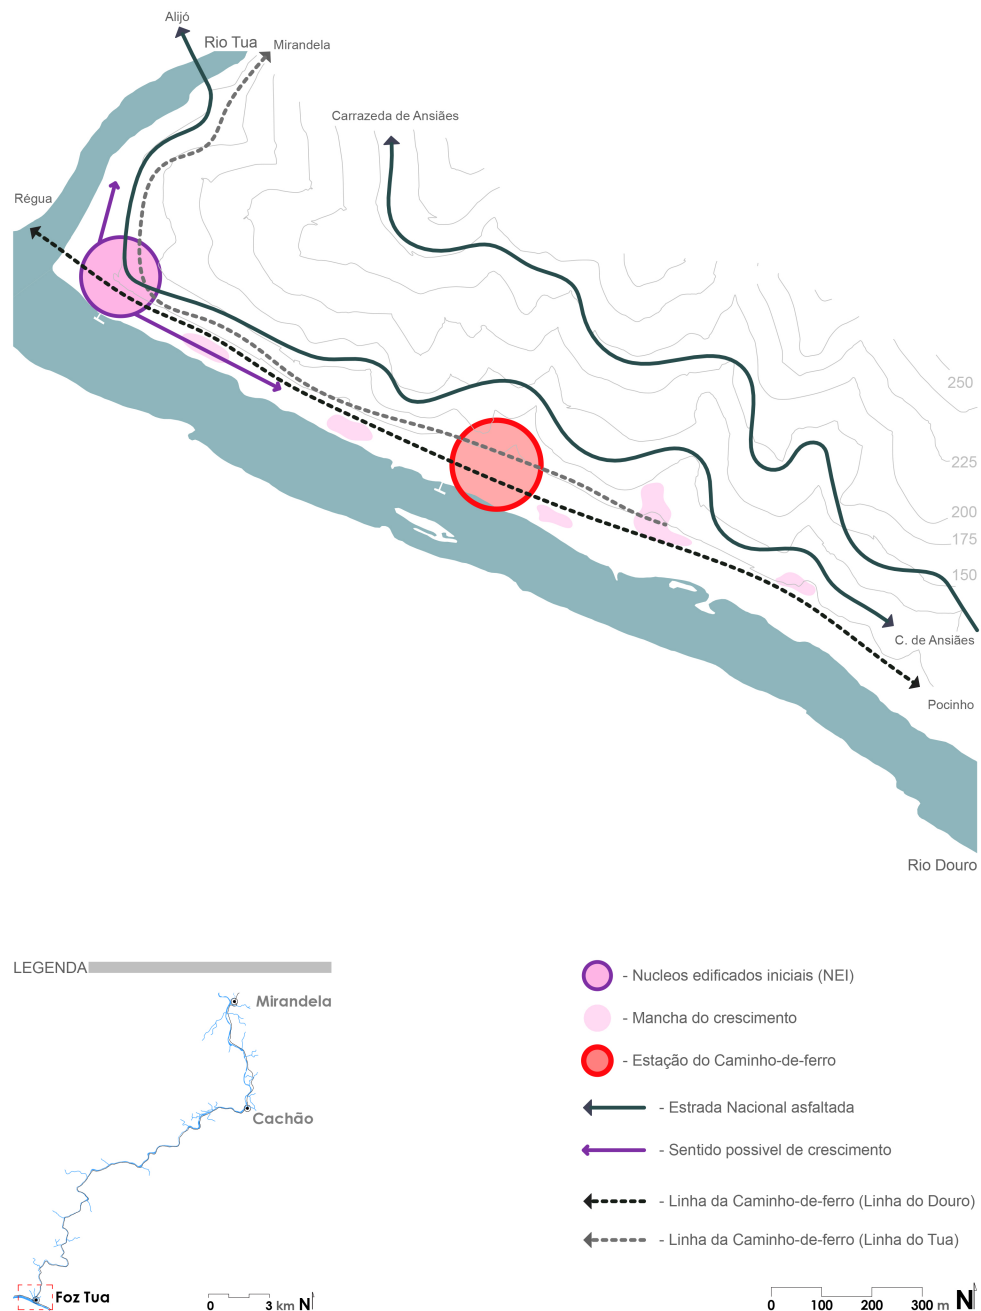 Alijó
Rio Tua
Mirandela
Carrazeda de Ansiães
Régua
250
225
200
175
150
C. de Ansiães
Pocinho
Rio Douro
LEGENDA
Mirandela
Cachão
Foz Tua
0 3 km N
- Nucleos edificados iniciais (NEI)
- Mancha do crescimento
- Estação do Caminho-de-ferro
- Estrada Nacional asfaltada
- Sentido possivel de crescimento
- Linha da Caminho-de-ferro (Linha do Douro)
- Linha da Caminho-de-ferro (Linha do Tua)
0 100 200 300 m N